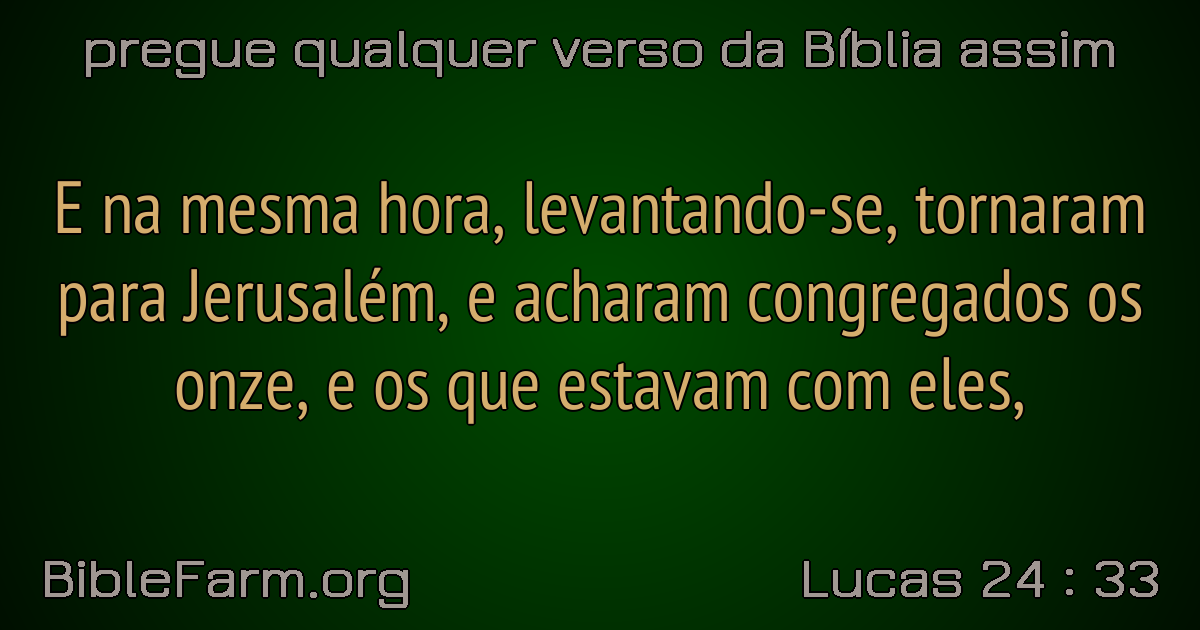 pregue qualquer verso da Bíblia assim
E na mesma hora, levantando-se, tornaram
para Jerusalém, e acharam congregados os
onze, e os que estavam com eles,
BibleFarm.org
Lucas 24 : 33